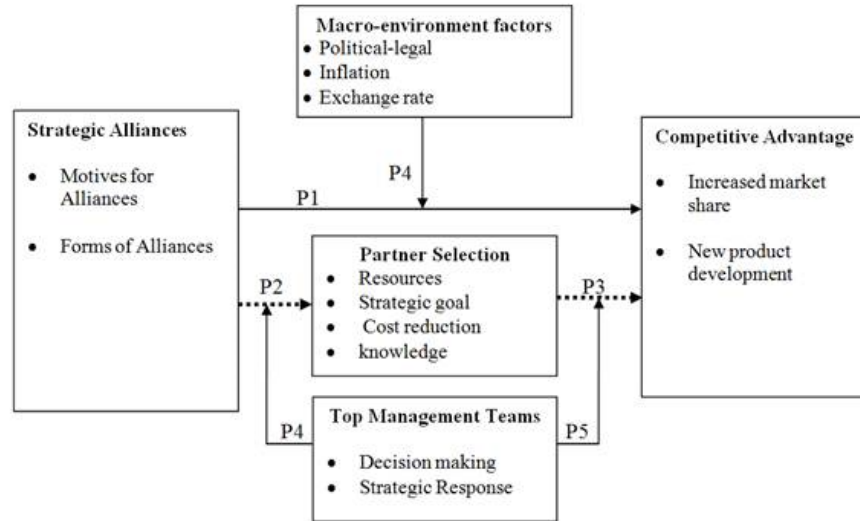 Macro-environment factors
● Political-legal
● Inflation
● Exchange rate
Strategic Alliances
● Motives for
Alliances
● Forms of Alliances
P4
P1
Competitive Advantage
● Increased market
share
● New product
development
Partner Selection
● Resources
● Strategic goal
● Cost reduction
● knowledge
P2
P3
Top Management Teams
● Decision making
● Strategic Response
P4
P5